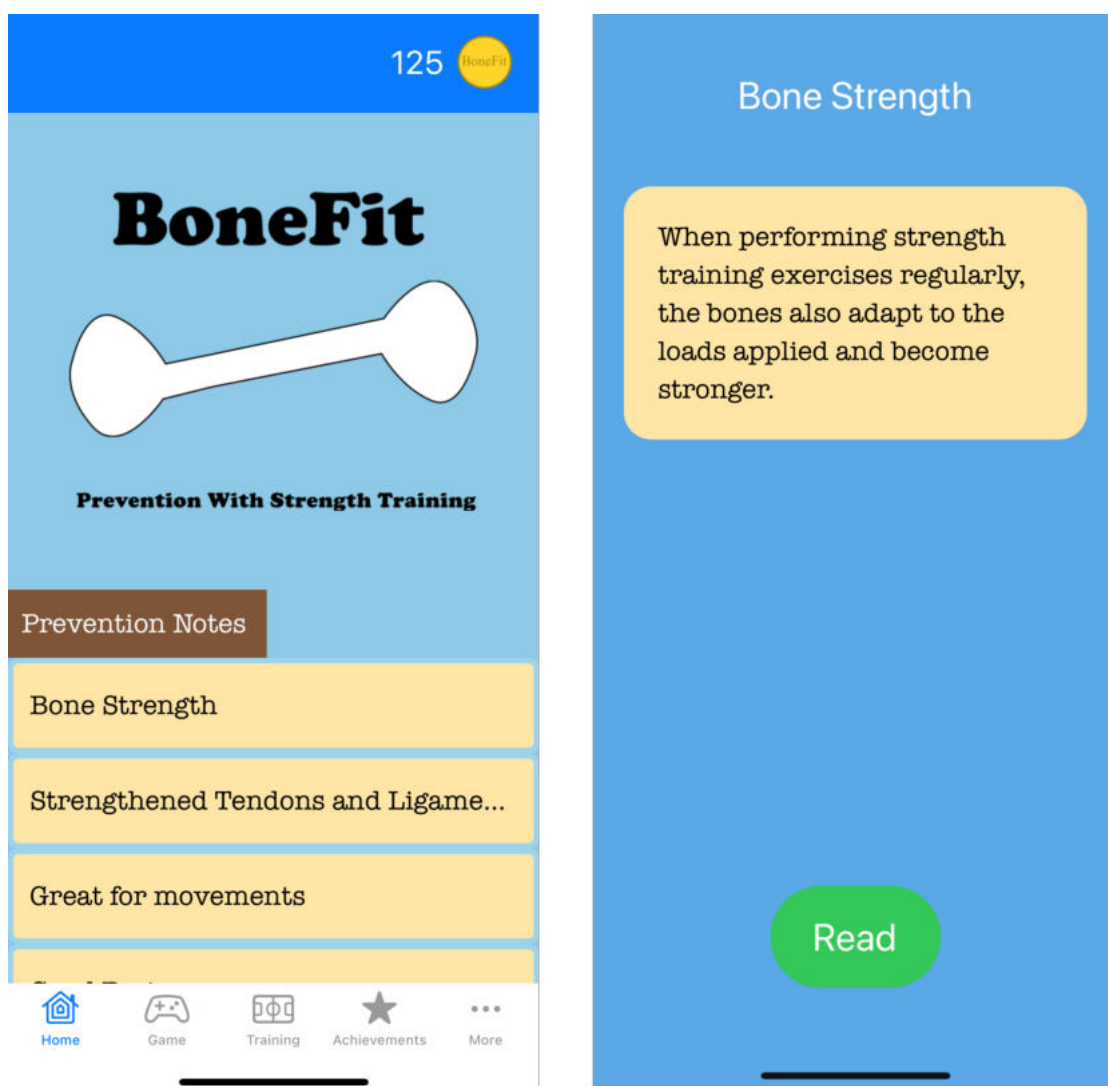 125
BoneFit
BoneFit
Prevention With Strength Training
Prevention Notes
Bone Strength
Strengthened Tendons and Ligame...
Great for movements
Home
Game
Training
Achievements
More
Bone Strength
When performing strength
training exercises regularly,
the bones also adapt to the
loads applied and become
stronger.
Read